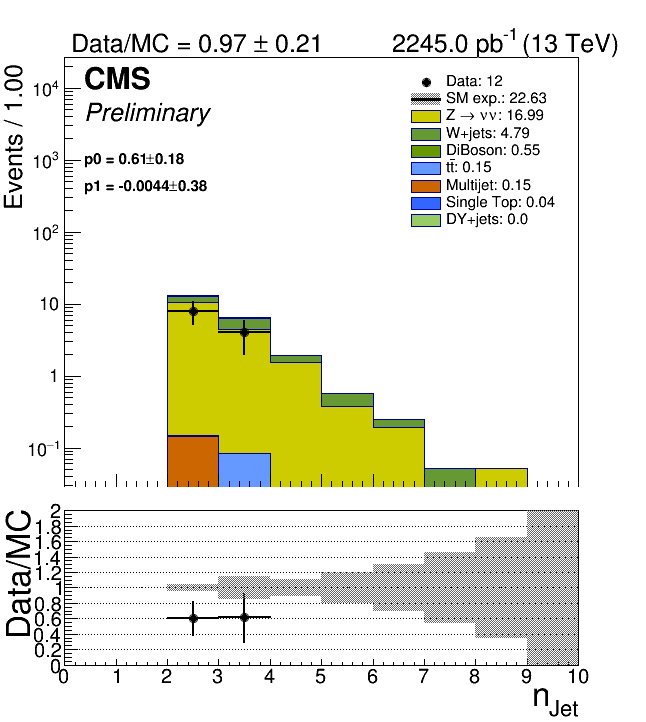 Data/MC = 0.97 ± 0.21 2245.0 pb⁻¹ (13 TeV)
CMS
Preliminary
p0 = 0.61±0.18
p1 = -0.0044±0.38
Data: 12
SM exp.: 22.63
Z → νν: 16.99
W+jets: 4.79
DiBoson: 0.55
tt̄: 0.15
Multijet: 0.15
Single Top: 0.04
DY+jets: 0.0
Events / 1.00
10⁴
10³
10²
10
1
10⁻¹
Data/MC
2
1.8
1.6
1.4
1.2
1
0.8
0.6
0.4
0.2
0
0 1 2 3 4 5 6 7 8 9 10
n_Jet